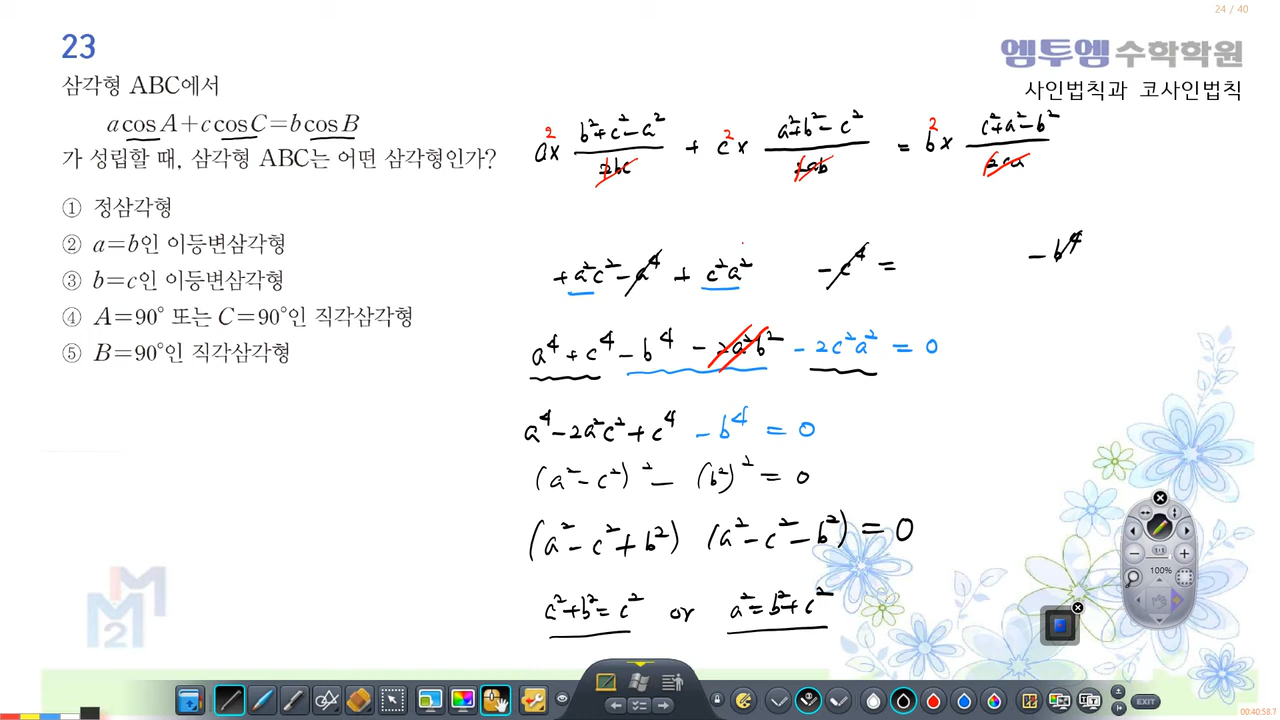 24 / 40
23
엠투엠수학학원
사인법칙과 코사인법칙
삼각형 ABC에서
a cos A + c cos C = b cos B
가 성립할 때, 삼각형 ABC는 어떤 삼각형인가?
① 정삼각형
② a=b인 이등변삼각형
③ b=c인 이등변삼각형
④ A=90° 또는 C=90°인 직각삼각형
⑤ B=90°인 직각삼각형
a² × (b²+c²-a²)/2bc + c² × (a²+b²-c²)/2ab = b² × (c²+a²-b²)/2ca
+a²c²-a⁴ + c²a² -c⁴ = -b⁴
a⁴+c⁴-b⁴-2a²b²-2c²a²=0
a⁴-2a²c²+c⁴-b⁴=0
(a²-c²)²-(b²)²=0
(a²-c²+b²)(a²-c²-b²)=0
c²+b²=c² or a²=b²+c²
M
M2
100%
1:1
EXIT
00:40:58.7